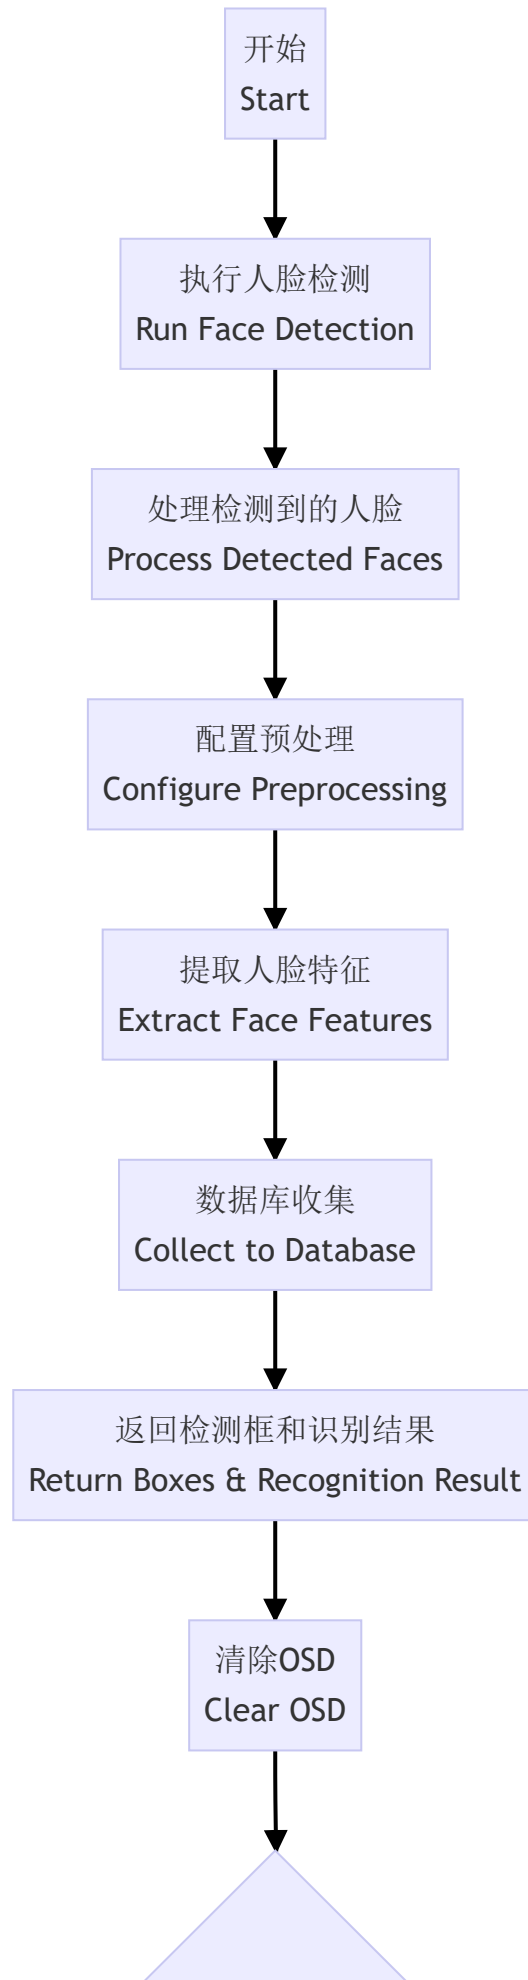 开始
Start
执行人脸检测
Run Face Detection
处理检测到的人脸
Process Detected Faces
配置预处理
Configure Preprocessing
提取人脸特征
Extract Face Features
数据库收集
Collect to Database
返回检测框和识别结果
Return Boxes & Recognition Result
清除OSD
Clear OSD